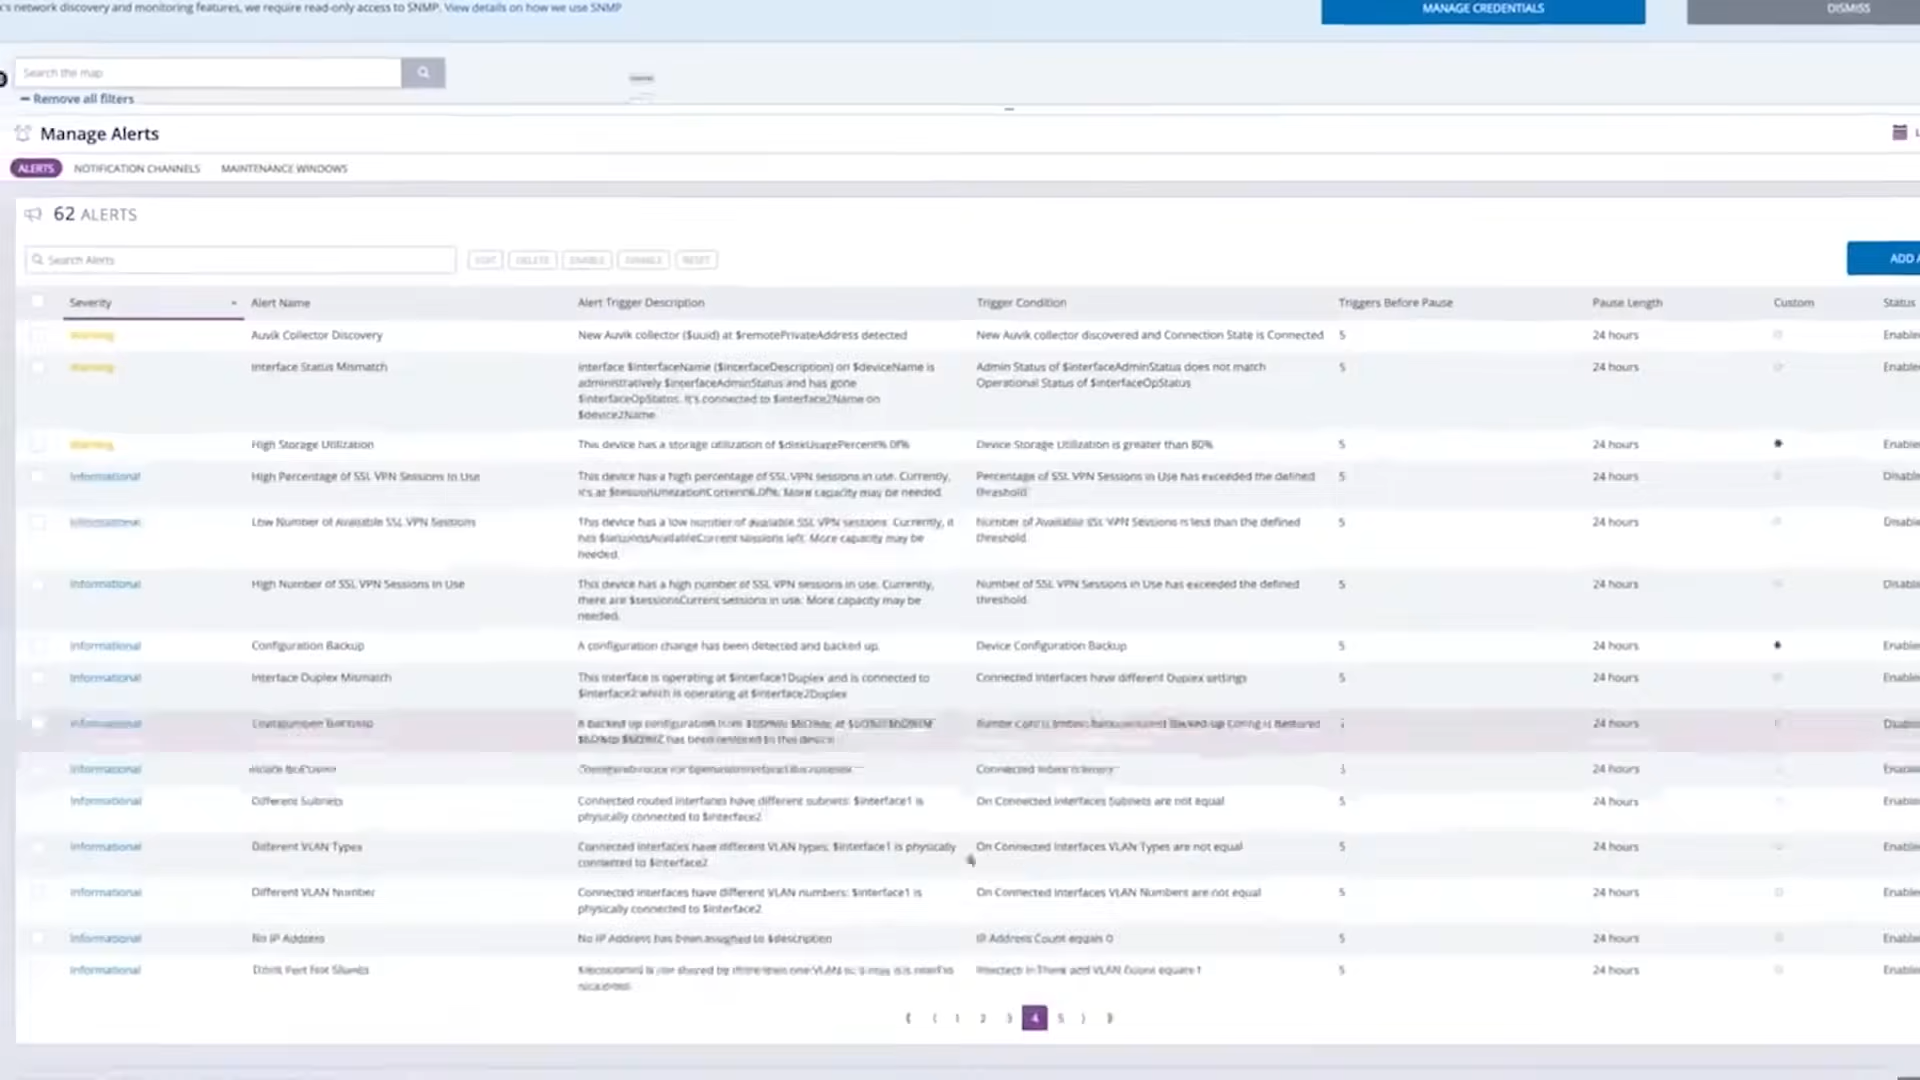 's network discovery and monitoring features, we require read-only access to SNMP. View details on how we use SNMP
MANAGE CREDENTIALS
DISMISS
Search the map
Remove all filters
Manage Alerts
ALERTS NOTIFICATION CHANNELS MAINTENANCE WINDOWS
62 ALERTS
Search Alerts
EDIT DELETE ENABLE DISABLE RESET
ADD A
Severity Alert Name Alert Trigger Description Trigger Condition Triggers Before Pause Pause Length Custom Status
Warning Auvik Collector Discovery New Auvik collector ($uuid) at $remotePrivateAddress detected New Auvik collector discovered and Connection State is Connected 5 24 hours Enable
Warning Interface Status Mismatch Interface $interfaceName ($interfaceDescription) on $deviceName is Admin Status of $interfaceAdminStatus does not match 5 24 hours Enable
administratively $interfaceAdminStatus and has gone Operational Status of $interfaceOpStatus
$interfaceOpStatus. It's connected to $interface2Name on
$device2Name.
Warning High Storage Utilization This device has a storage utilization of Device Storage Utilization is greater than 80% 5 24 hours Enable
Informational High Percentage of SSL VPN Sessions In Use This device has a high percentage of SSL VPN sessions in use. Currently, Percentage of SSL VPN Sessions in Use has exceeded the defined 5 24 hours Disable
it's at More capacity may be needed. threshold.
Informational Low Number of Available SSL VPN Sessions This device has a low number of available SSL VPN sessions. Currently, it Number of Available SSL VPN Sessions is less than the defined 5 24 hours Disable
has sessions left. More capacity may be threshold.
needed.
Informational High Number of SSL VPN Sessions In Use This device has a high number of SSL VPN sessions in use. Currently, Number of SSL VPN Sessions in Use has exceeded the defined 5 24 hours Disable
there are $sessionsCurrent sessions in use. More capacity may be threshold.
needed.
Informational Configuration Backup A configuration change has been detected and backed up. Device Configuration Backup 5 24 hours Enable
Informational Interface Duplex Mismatch This interface is operating at $interface1Duplex and is connected to Connected Interfaces have different Duplex settings 5 24 hours Enable
$interface2 which is operating at $interface2Duplex
Informational A backed up configuration from at 24 hours
has been restored to this device
Informational Connected 24 hours
Informational Different Subnets Connected routed interfaces have different subnets: $interface1 is On Connected Interfaces Subnets are not equal 5 24 hours Enable
physically connected to $interface2
Informational Different VLAN Types Connected interfaces have different VLAN types: $interface1 is physically On Connected Interfaces VLAN Types are not equal 5 24 hours Enable
connected to $interface2
Informational Different VLAN Number Connected interfaces have different VLAN numbers: $interface1 is On Connected Interfaces VLAN Numbers are not equal 5 24 hours Enable
physically connected to $interface2
Informational No IP Address No IP Address has been assigned to $description IP Address Count equals 0 5 24 hours Enable
Informational 5 24 hours Enable
1 2 3 4 5